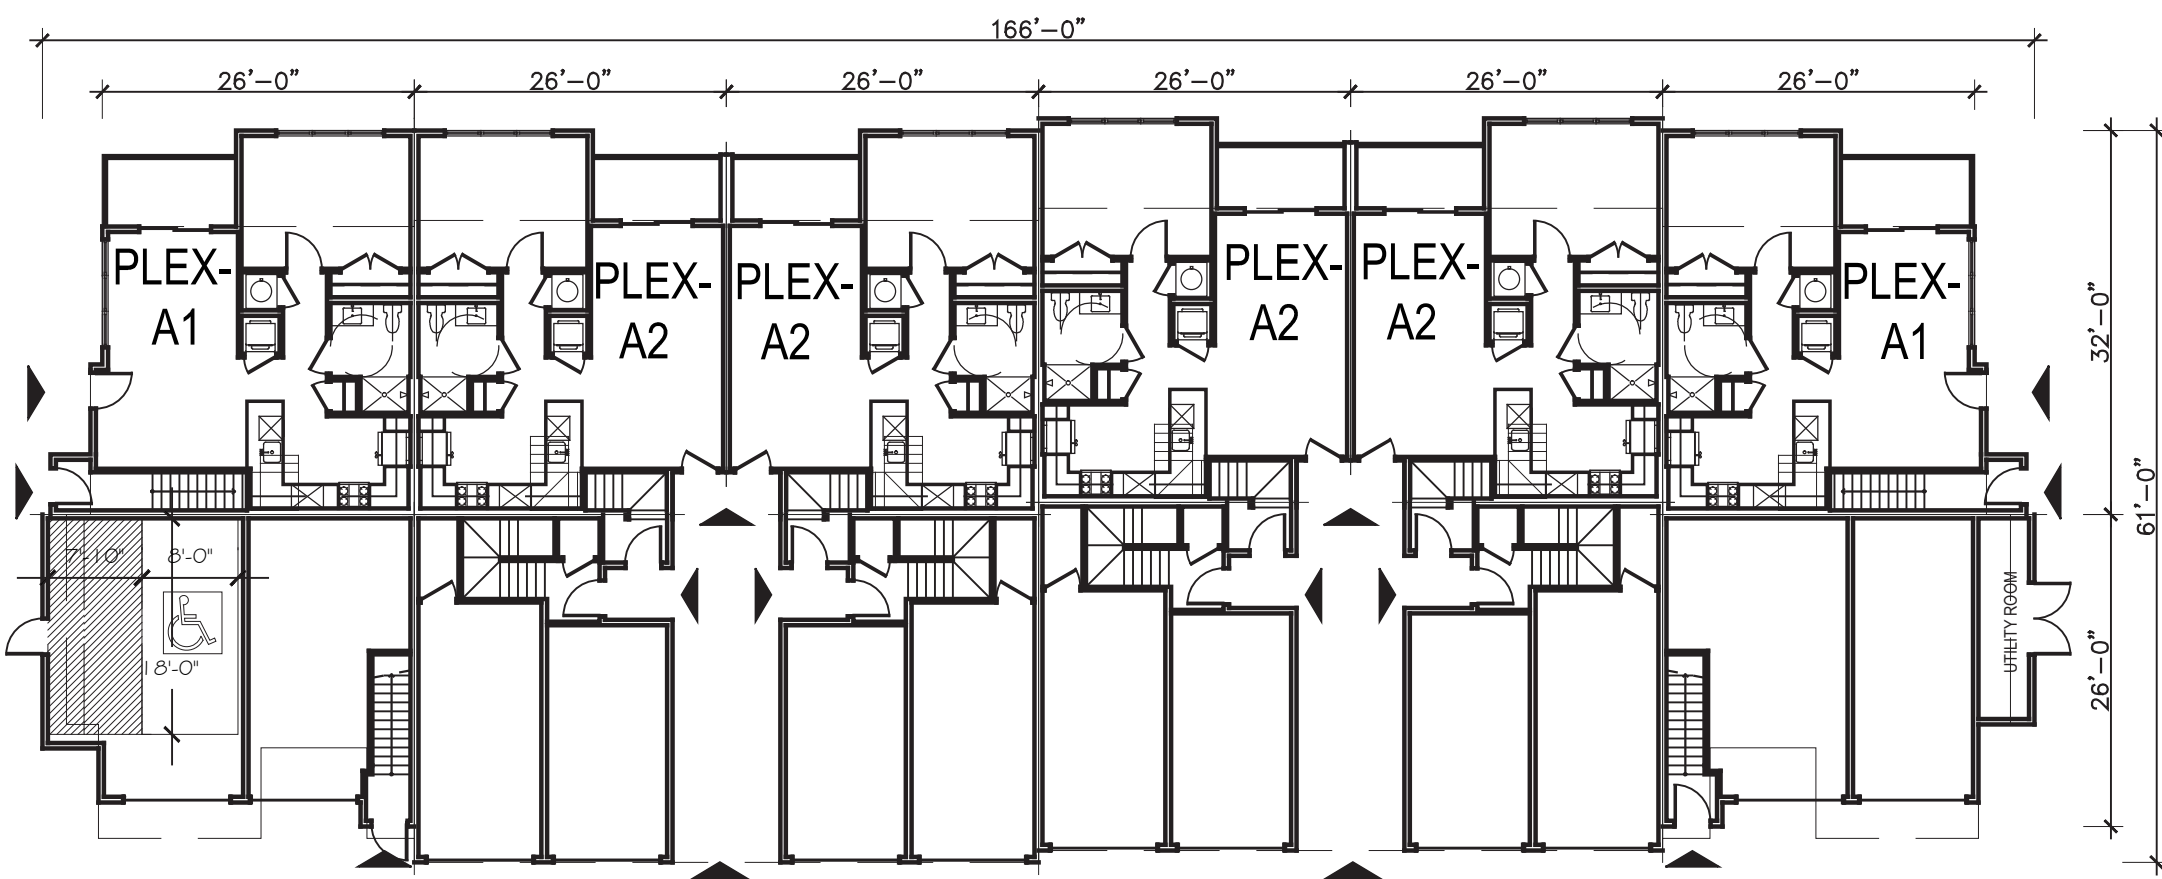 166'-0"
26'-0" 26'-0" 26'-0" 26'-0" 26'-0" 26'-0"
PLEX-
A1
PLEX-
A2
PLEX-
A2
PLEX-
A2
PLEX-
A2
PLEX-
A1
32'-0"
61'-0"
7'-10" 8'-0"
18'-0"
UTILITY ROOM
26'-0"